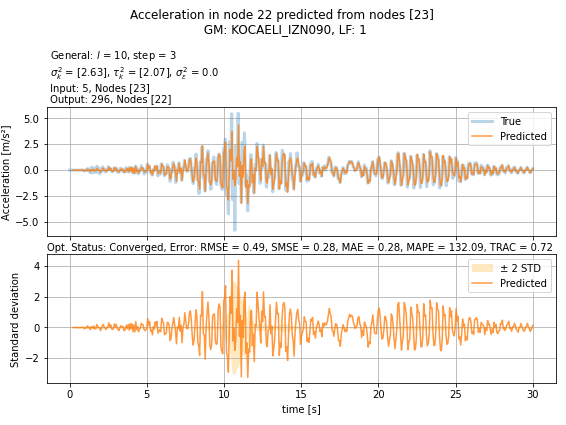 Acceleration in node 22 predicted from nodes [23]
GM: KOCAELI_IZN090, LF: 1
General: l = 10, step = 3
σ²ₖ = [2.63], τ²ₖ = [2.07], σ²ₑ = 0.0
Input: 5, Nodes [23]
Output: 296, Nodes [22]
True
Predicted
5.0
2.5
0.0
−2.5
−5.0
Acceleration [m/s²]
Opt. Status: Converged, Error: RMSE = 0.49, SMSE = 0.28, MAE = 0.28, MAPE = 132.09, TRAC = 0.72
± 2 STD
Predicted
4
2
0
−2
Standard deviation
0 5 10 15 20 25 30
time [s]